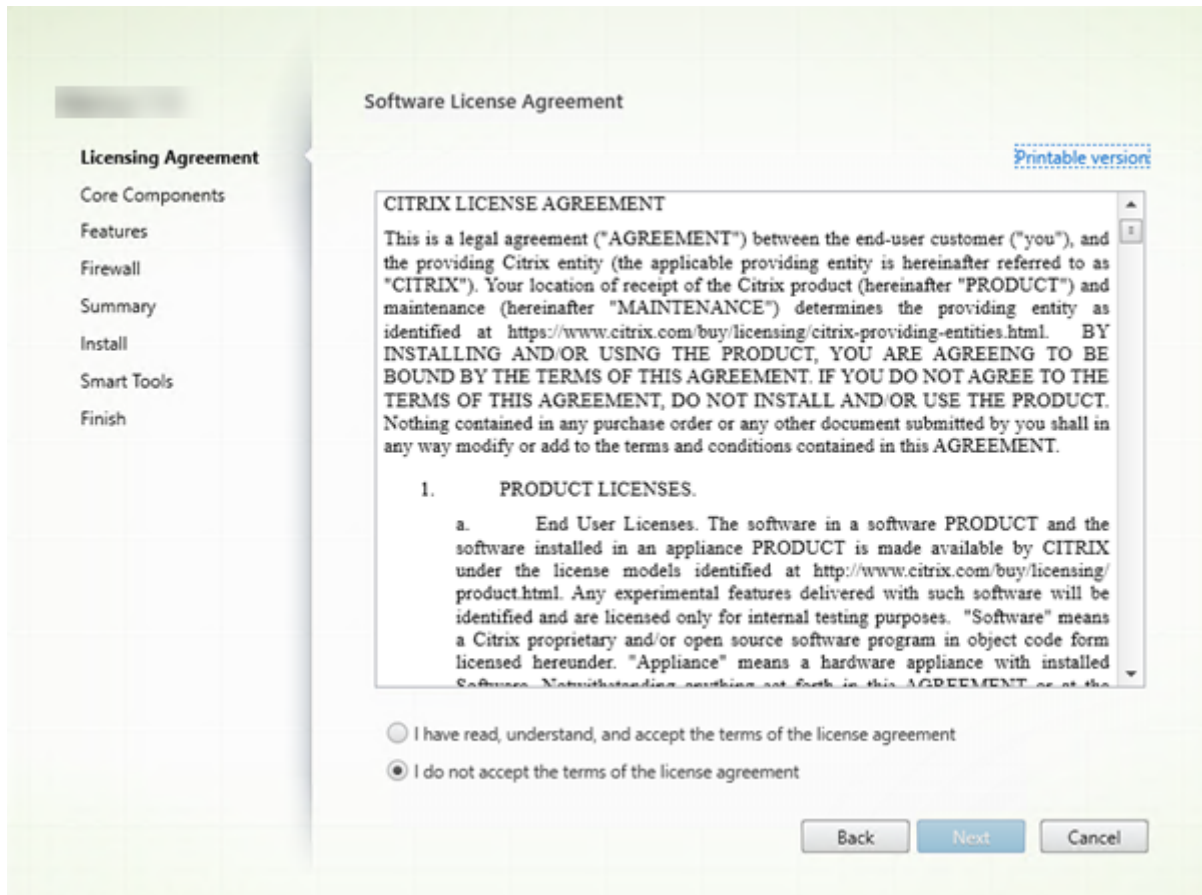 Software License Agreement
Licensing Agreement
Core Components
Features
Firewall
Summary
Install
Smart Tools
Finish
Printable version
CITRIX LICENSE AGREEMENT
This is a legal agreement ("AGREEMENT") between the end-user customer ("you"), and
the providing Citrix entity (the applicable providing entity is hereinafter referred to as
"CITRIX"). Your location of receipt of the Citrix product (hereinafter "PRODUCT") and
maintenance (hereinafter "MAINTENANCE") determines the providing entity as
identified at https://www.citrix.com/buy/licensing/citrix-providing-entities.html. BY
INSTALLING AND/OR USING THE PRODUCT, YOU ARE AGREEING TO BE
BOUND BY THE TERMS OF THIS AGREEMENT. IF YOU DO NOT AGREE TO THE
TERMS OF THIS AGREEMENT, DO NOT INSTALL AND/OR USE THE PRODUCT.
Nothing contained in any purchase order or any other document submitted by you shall in
any way modify or add to the terms and conditions contained in this AGREEMENT.
1. PRODUCT LICENSES.
a. End User Licenses. The software in a software PRODUCT and the
software installed in an appliance PRODUCT is made available by CITRIX
under the license models identified at http://www.citrix.com/buy/licensing/
product.html. Any experimental features delivered with such software will be
identified and are licensed only for internal testing purposes. "Software" means
a Citrix proprietary and/or open source software program in object code form
licensed hereunder. "Appliance" means a hardware appliance with installed
Software. Notwithstanding anything set forth in this AGREEMENT or at the
I have read, understand, and accept the terms of the license agreement
I do not accept the terms of the license agreement
Back
Next
Cancel